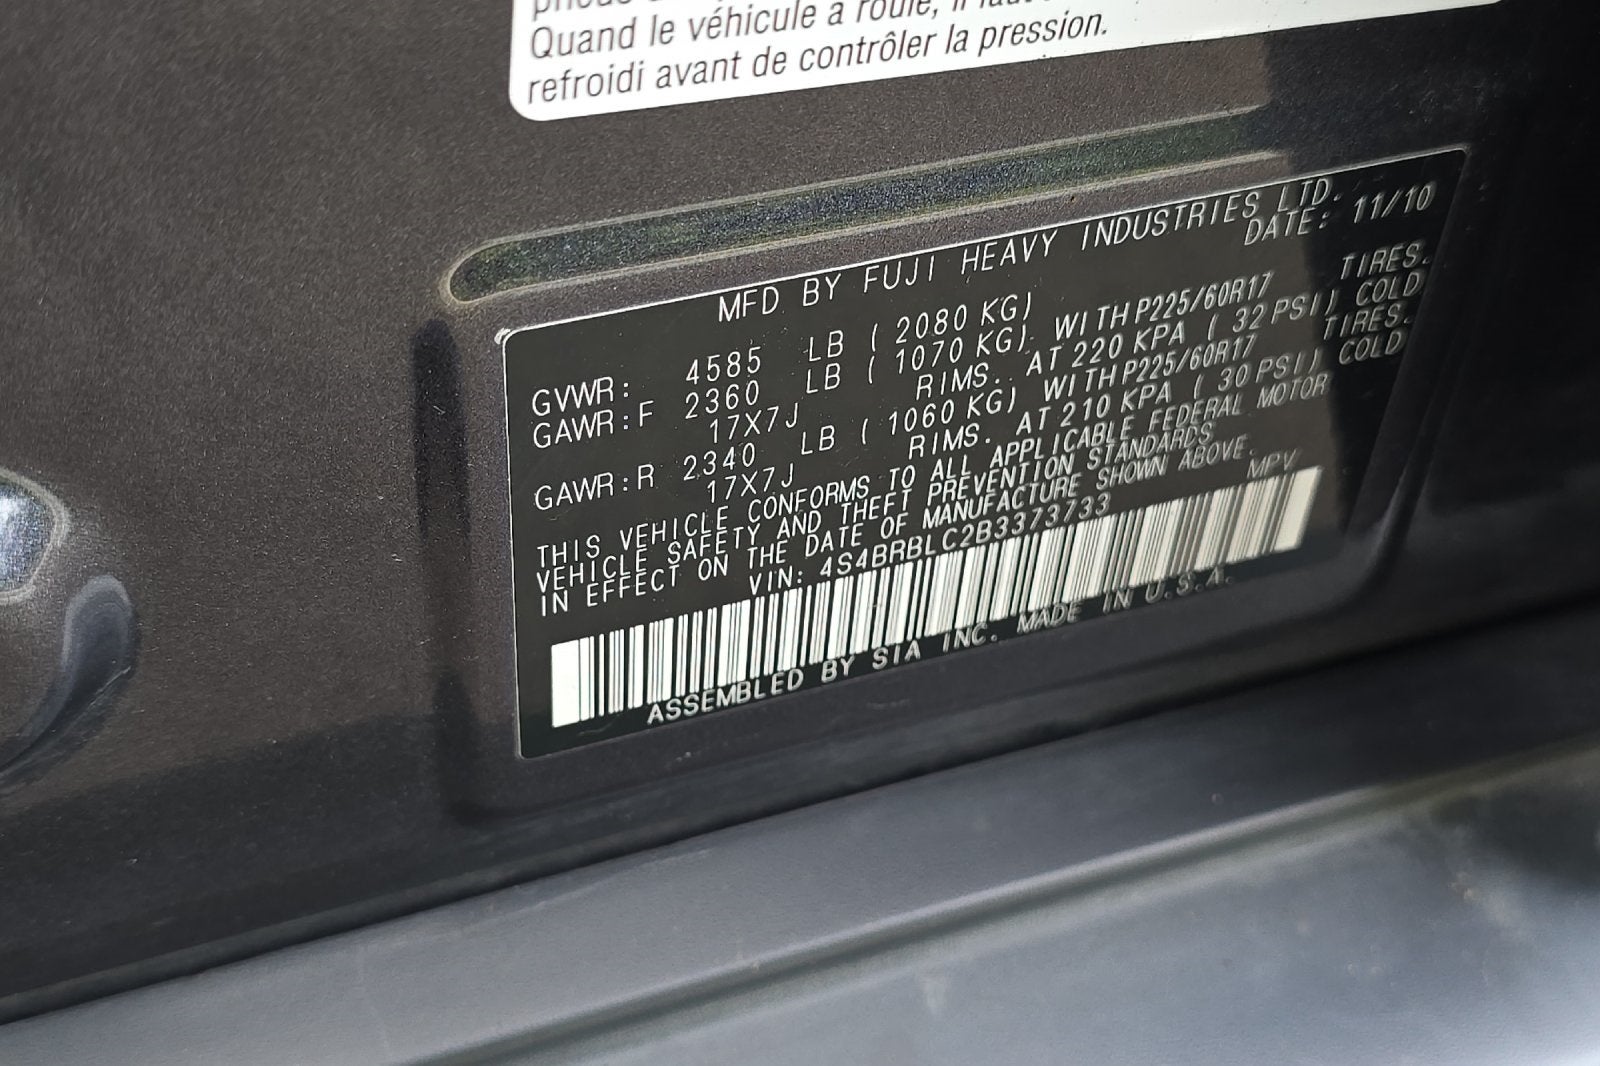 Quand le véhicule a roulé, il faut
refroidi avant de contrôler la pression.
MFD BY FUJI HEAVY INDUSTRIES LTD.
DATE: 11/10
GVWR: 4585 LB ( 2080 KG)
GAWR:F 2360 LB ( 1070 KG) WITH P225/60R17 TIRES.
17X7J RIMS. AT 220 KPA ( 32 PSI) COLD
GAWR:R 2340 LB ( 1060 KG) WITH P225/60R17 TIRES.
17X7J RIMS. AT 210 KPA ( 30 PSI) COLD
THIS VEHICLE CONFORMS TO ALL APPLICABLE FEDERAL MOTOR
VEHICLE SAFETY AND THEFT PREVENTION STANDARDS
IN EFFECT ON THE DATE OF MANUFACTURE SHOWN ABOVE.
VIN: 4S4BRBLC2B3373733 MPV
ASSEMBLED BY SIA INC. MADE IN U.S.A.